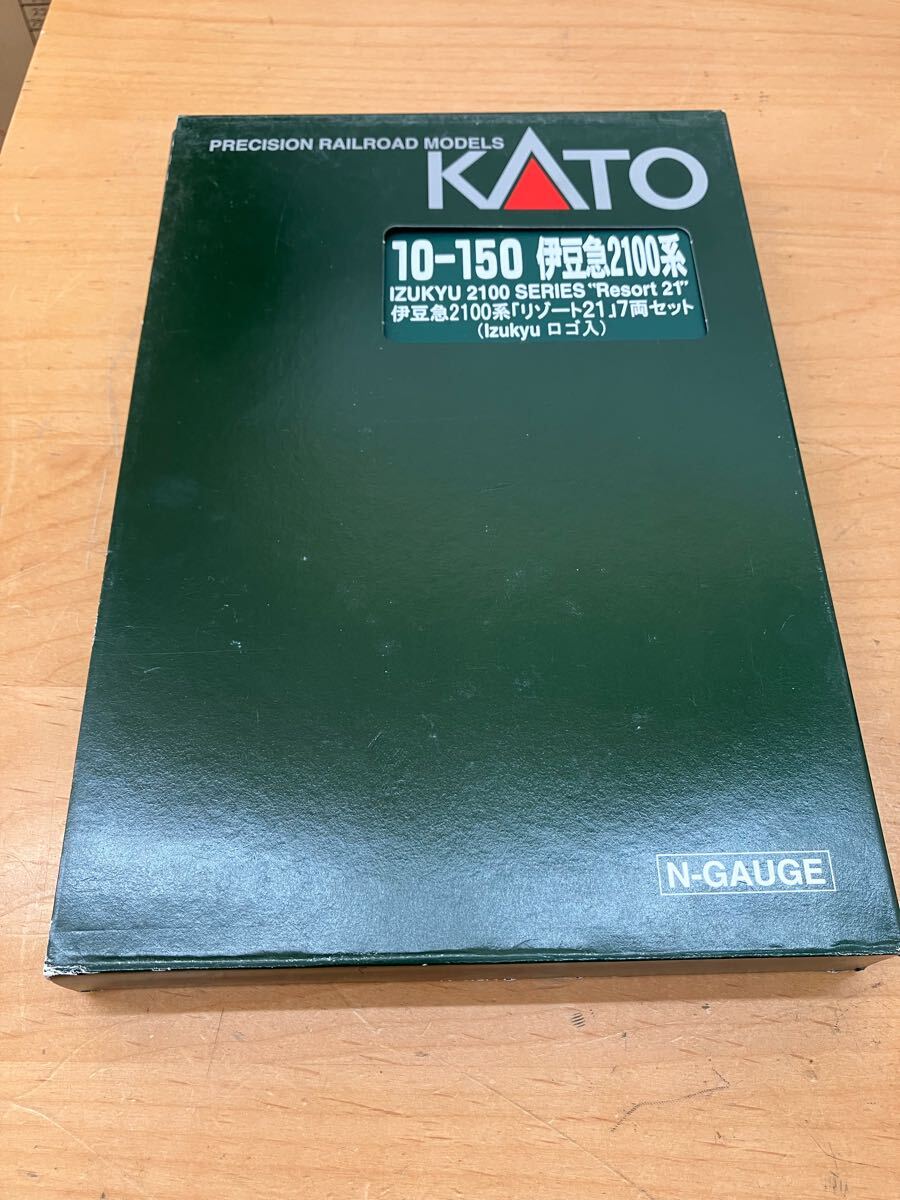 PRECISION RAILROAD MODELS
KATO
10-150 伊豆急2100系
IZUKYU 2100 SERIES "Resort 21"
伊豆急2100系「リゾート21」7両セット
(Izukyu ロゴ入)
N-GAUGE